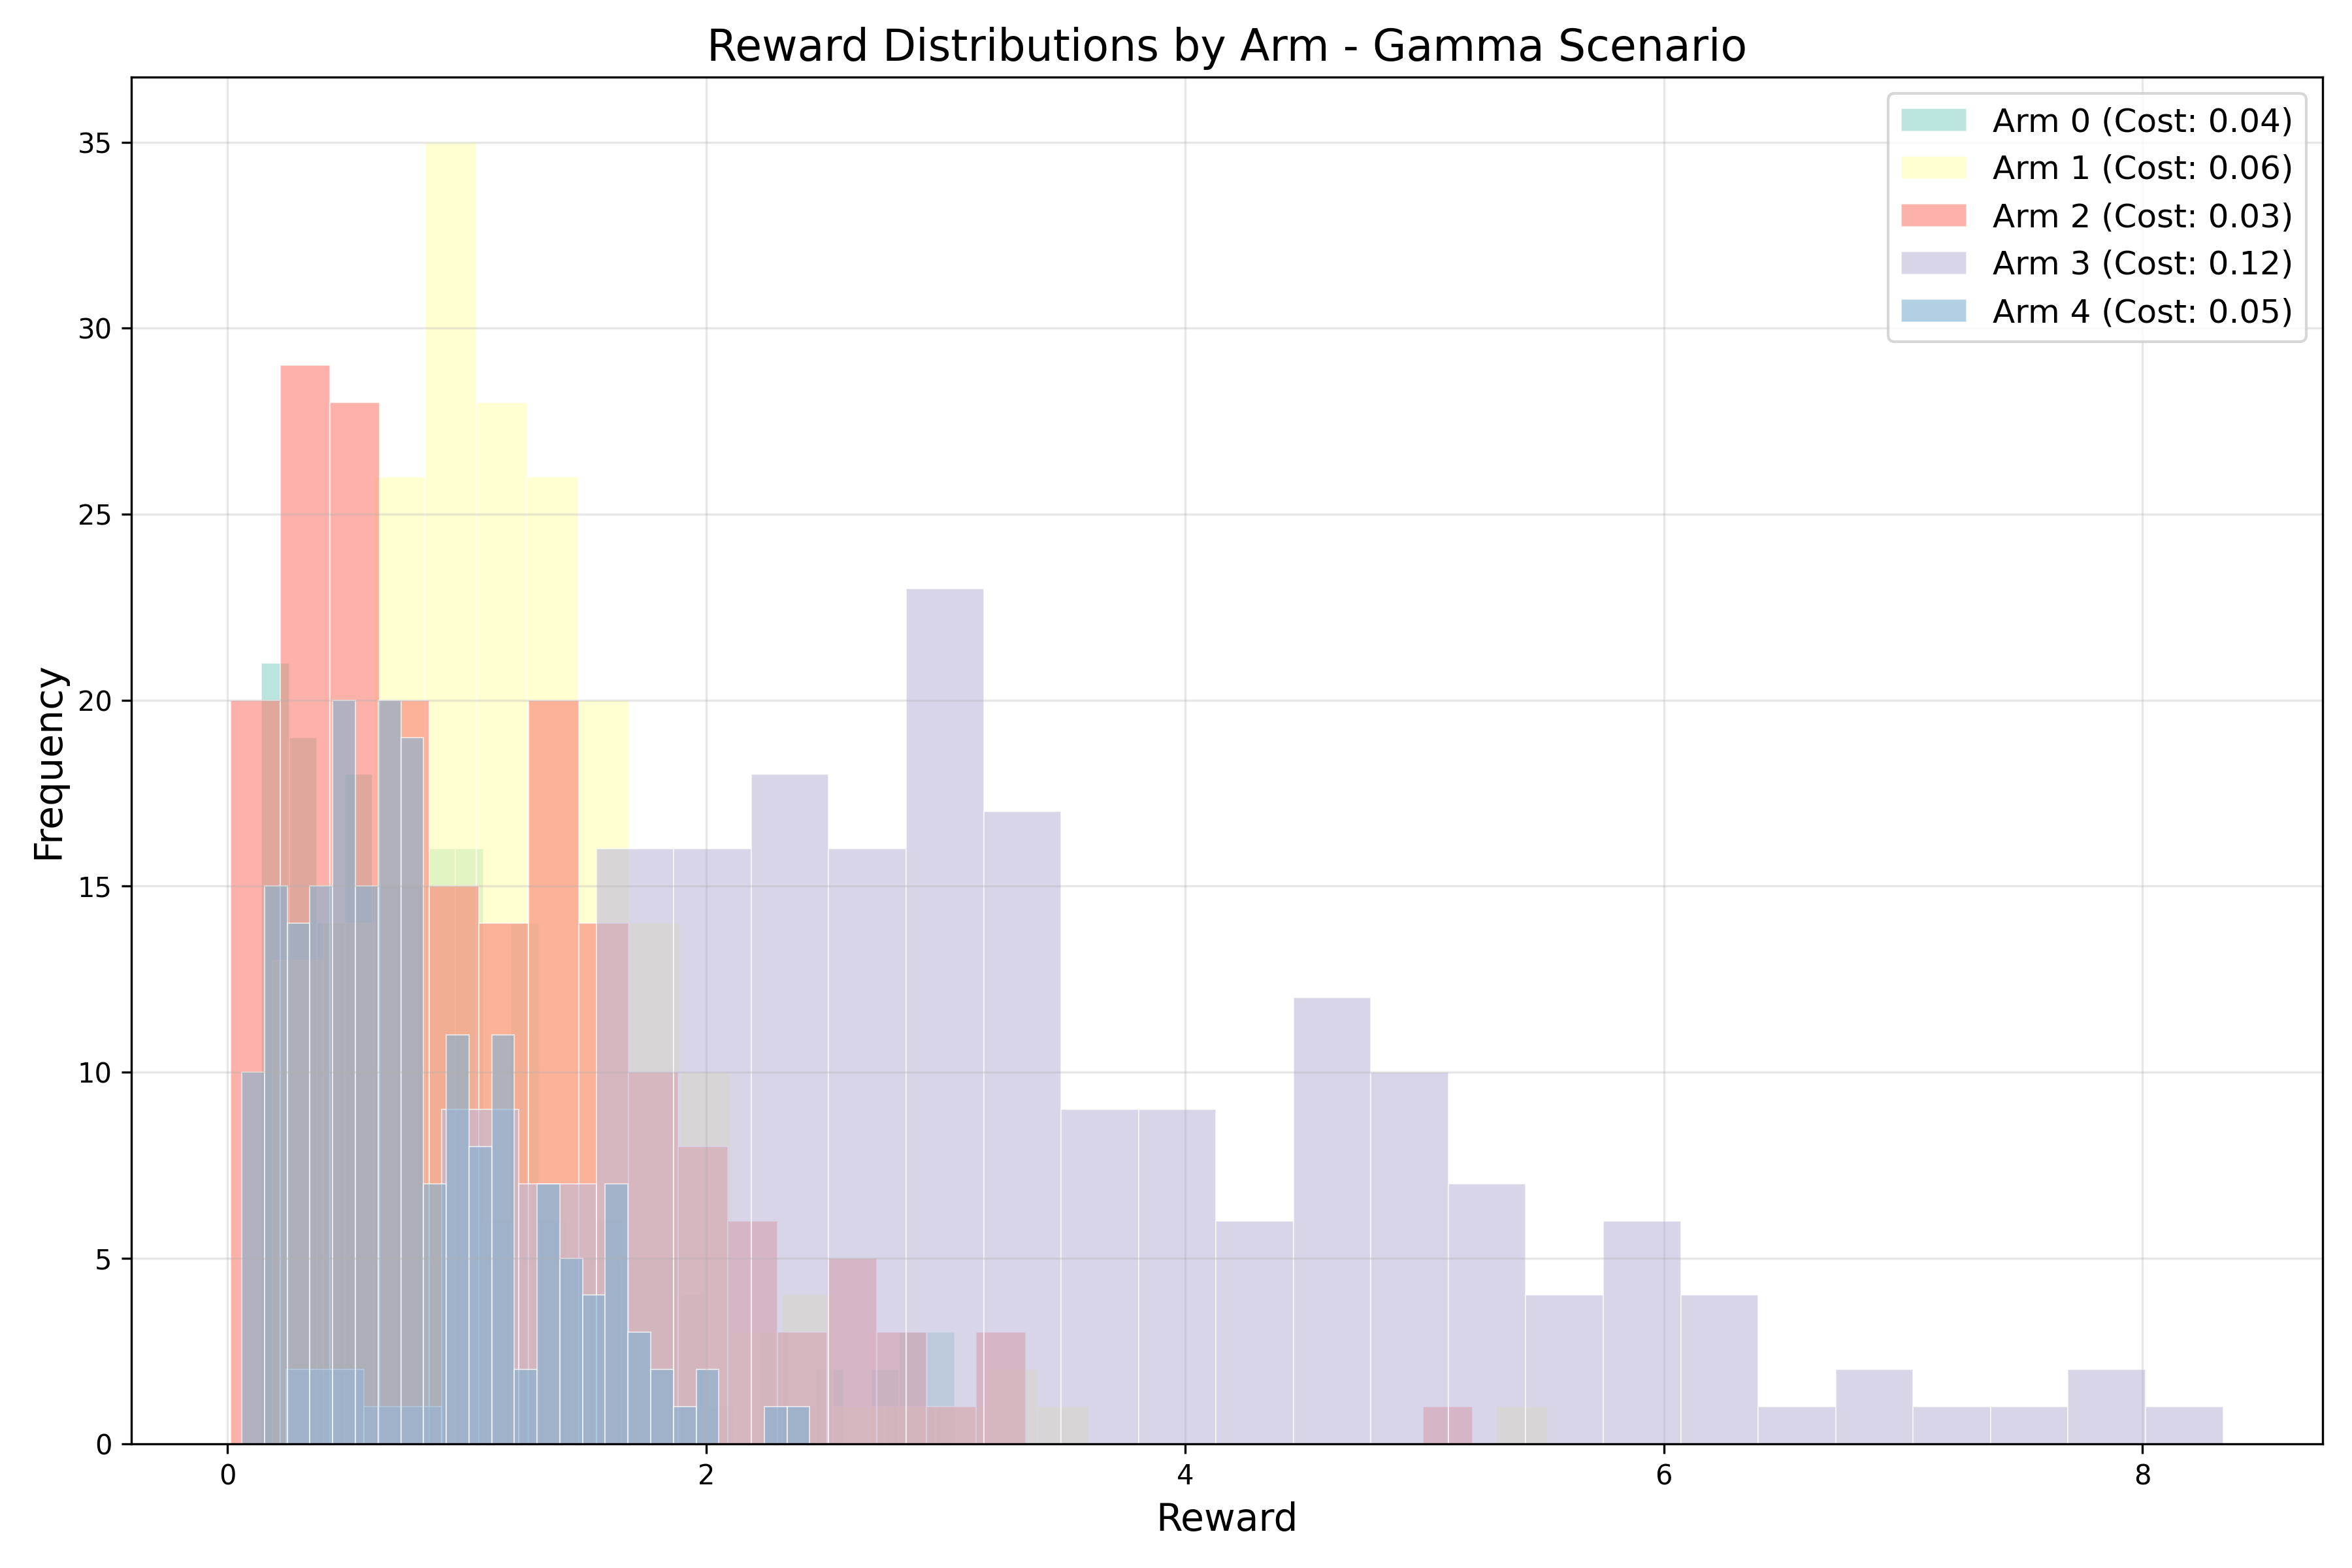 Reward Distributions by Arm - Gamma Scenario
Arm 0 (Cost: 0.04)
Arm 1 (Cost: 0.06)
Arm 2 (Cost: 0.03)
Arm 3 (Cost: 0.12)
Arm 4 (Cost: 0.05)
Frequency
35
30
25
20
15
10
5
0
0 2 4 6 8
Reward